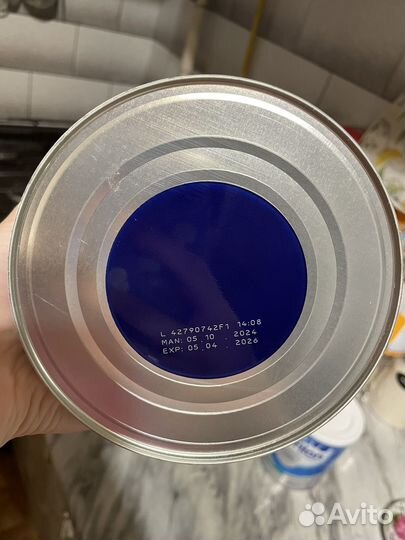 L 42790742F1 14:08
MAN: 05 . 10 . 2024
EXP: 05 . 04 . 2026
Avito